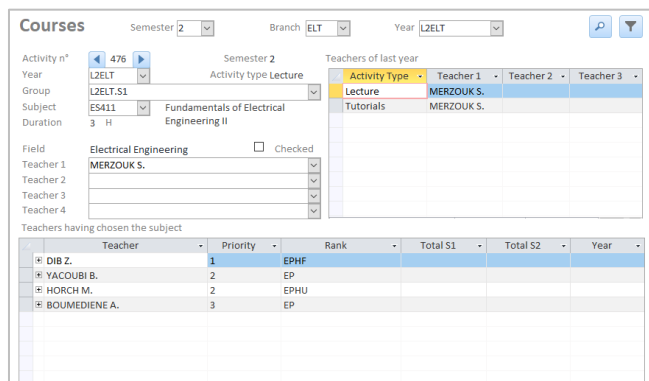 Courses Semester 2 Branch ELT Year L2ELT
Activity n° 476 Semester 2 Teachers of last year
Year L2ELT Activity type Lecture Activity Type Teacher 1 Teacher 2 Teacher 3
Group L2ELT.S1 Lecture MERZOUK S.
Subject ES411 Fundamentals of Electrical Tutorials MERZOUK S.
Duration 3 H Engineering II
Field Electrical Engineering Checked
Teacher 1 MERZOUK S.
Teacher 2
Teacher 3
Teacher 4
Teachers having chosen the subject
Teacher Priority Rank Total S1 Total S2 Year
DIB Z. 1 EPHF
YACOUBI B. 2 EP
HORCH M. 2 EPHU
BOUMEDIENE A. 3 EP